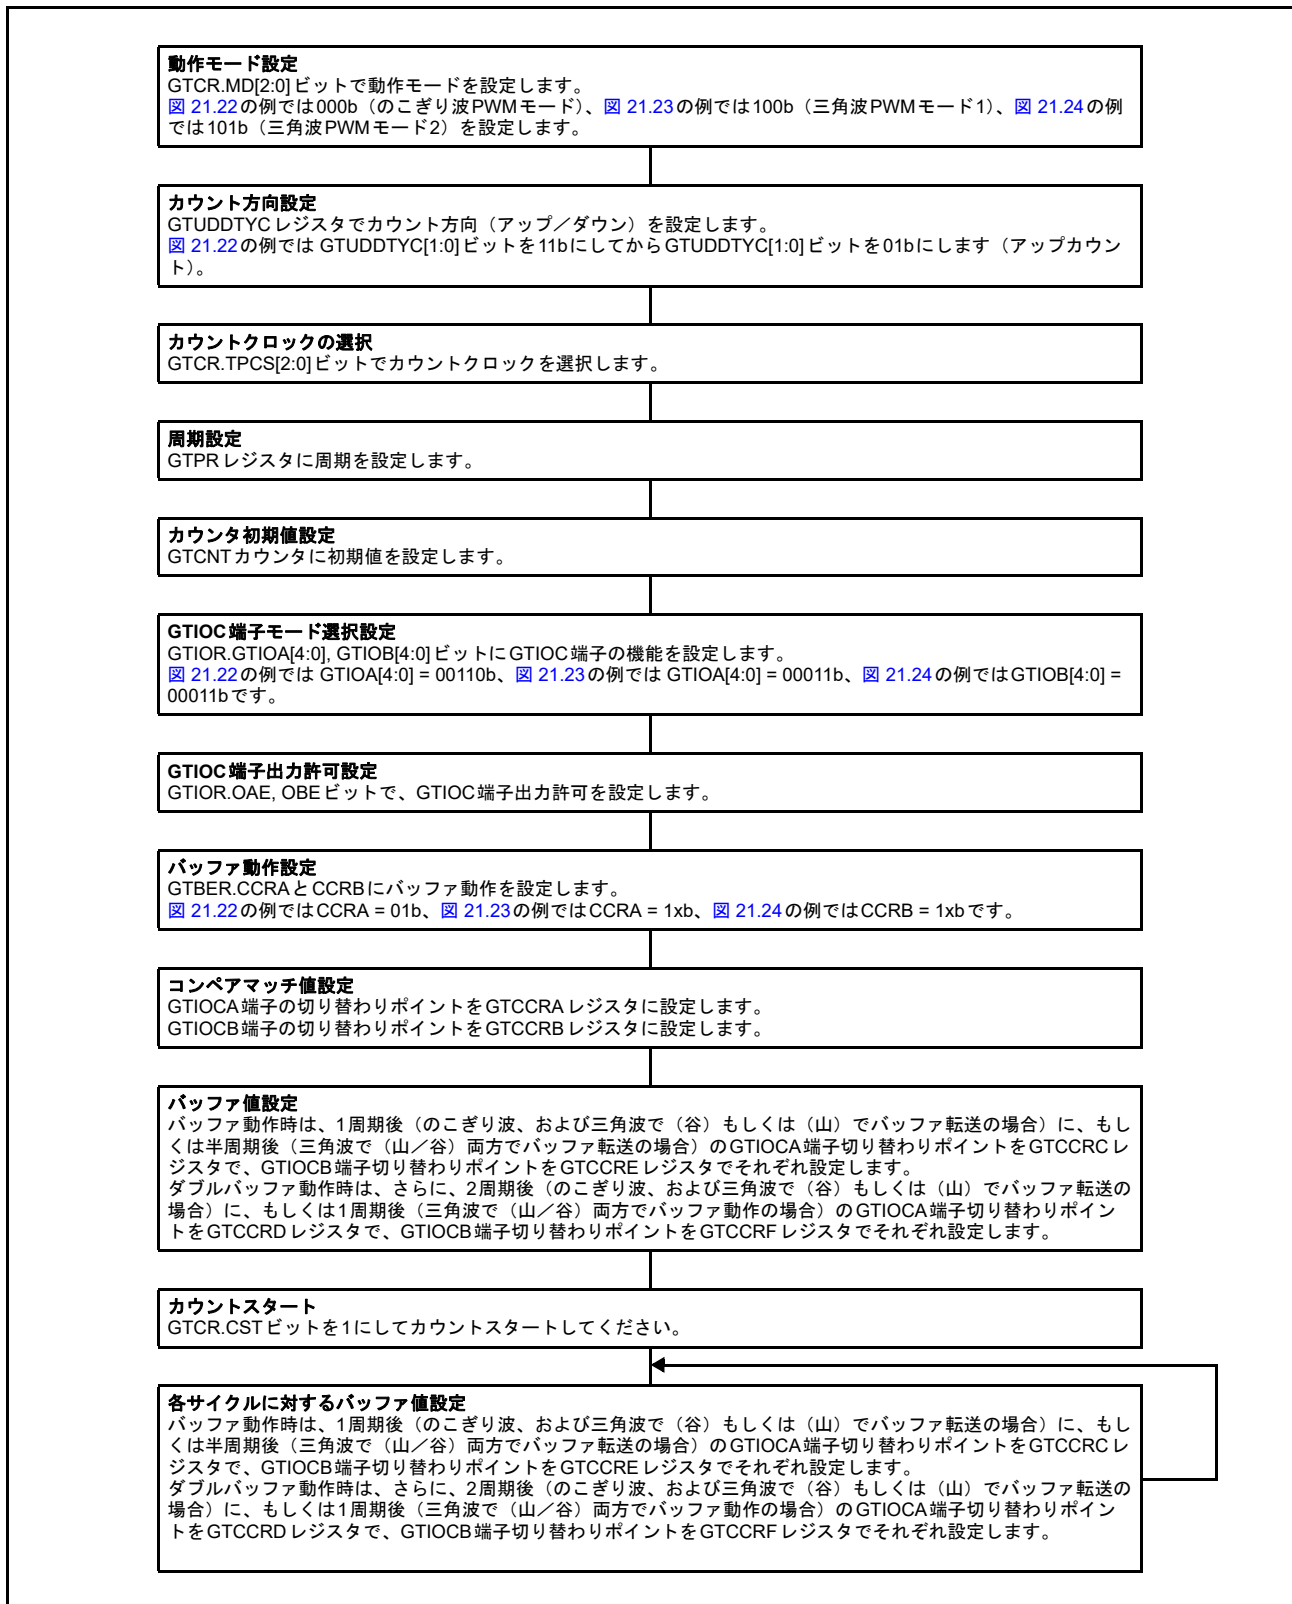 動作モード設定
GTCR.MD[2:0]ビットで動作モードを設定します。
図 21.22の例では000b（のこぎり波PWMモード）、図 21.23の例では100b（三角波PWMモード1）、図 21.24の例
では101b（三角波PWMモード2）を設定します。
カウント方向設定
GTUDDTYCレジスタでカウント方向（アップ／ダウン）を設定します。
図 21.22の例では GTUDDTYC[1:0]ビットを11bにしてからGTUDDTYC[1:0]ビットを01bにします（アップカウン
ト）。
カウントクロックの選択
GTCR.TPCS[2:0]ビットでカウントクロックを選択します。
周期設定
GTPRレジスタに周期を設定します。
カウンタ初期値設定
GTCNTカウンタに初期値を設定します。
GTIOC端子モード選択設定
GTIOR.GTIOA[4:0], GTIOB[4:0]ビットにGTIOC端子の機能を設定します。
図 21.22の例では GTIOA[4:0] = 00110b、図 21.23の例では GTIOA[4:0] = 00011b、図 21.24の例ではGTIOB[4:0] =
00011bです。
GTIOC端子出力許可設定
GTIOR.OAE, OBEビットで、GTIOC端子出力許可を設定します。
バッファ動作設定
GTBER.CCRAとCCRBにバッファ動作を設定します。
図 21.22の例ではCCRA = 01b、図 21.23の例ではCCRA = 1xb、図 21.24の例ではCCRB = 1xbです。
コンペアマッチ値設定
GTIOCA端子の切り替わりポイントをGTCCRAレジスタに設定します。
GTIOCB端子の切り替わりポイントをGTCCRBレジスタに設定します。
バッファ値設定
バッファ動作時は、1周期後（のこぎり波、および三角波で（谷）もしくは（山）でバッファ転送の場合）に、もし
くは半周期後（三角波で（山／谷）両方でバッファ転送の場合）のGTIOCA端子切り替わりポイントをGTCCRCレ
ジスタで、GTIOCB端子切り替わりポイントをGTCCREレジスタでそれぞれ設定します。
ダブルバッファ動作時は、さらに、2周期後（のこぎり波、および三角波で（谷）もしくは（山）でバッファ転送の
場合）に、もしくは1周期後（三角波で（山／谷）両方でバッファ動作の場合）のGTIOCA端子切り替わりポイン
トをGTCCRDレジスタで、GTIOCB端子切り替わりポイントをGTCCRFレジスタでそれぞれ設定します。
カウントスタート
GTCR.CSTビットを1にしてカウントスタートしてください。
各サイクルに対するバッファ値設定
バッファ動作時は、1周期後（のこぎり波、および三角波で（谷）もしくは（山）でバッファ転送の場合）に、もし
くは半周期後（三角波で（山／谷）両方でバッファ転送の場合）のGTIOCA端子切り替わりポイントをGTCCRCレ
ジスタで、GTIOCB端子切り替わりポイントをGTCCREレジスタでそれぞれ設定します。
ダブルバッファ動作時は、さらに、2周期後（のこぎり波、および三角波で（谷）もしくは（山）でバッファ転送の
場合）に、もしくは1周期後（三角波で（山／谷）両方でバッファ動作の場合）のGTIOCA端子切り替わりポイン
トをGTCCRDレジスタで、GTIOCB端子切り替わりポイントをGTCCRFレジスタでそれぞれ設定します。